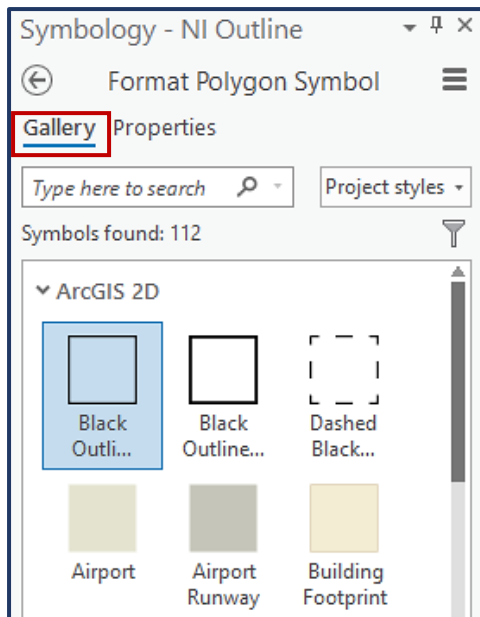 Symbology - NI Outline
Format Polygon Symbol
Gallery Properties
Type here to search Project styles
Symbols found: 112
ArcGIS 2D
Black Black Dashed
Outli... Outline... Black...
Airport Airport Building
Runway Footprint